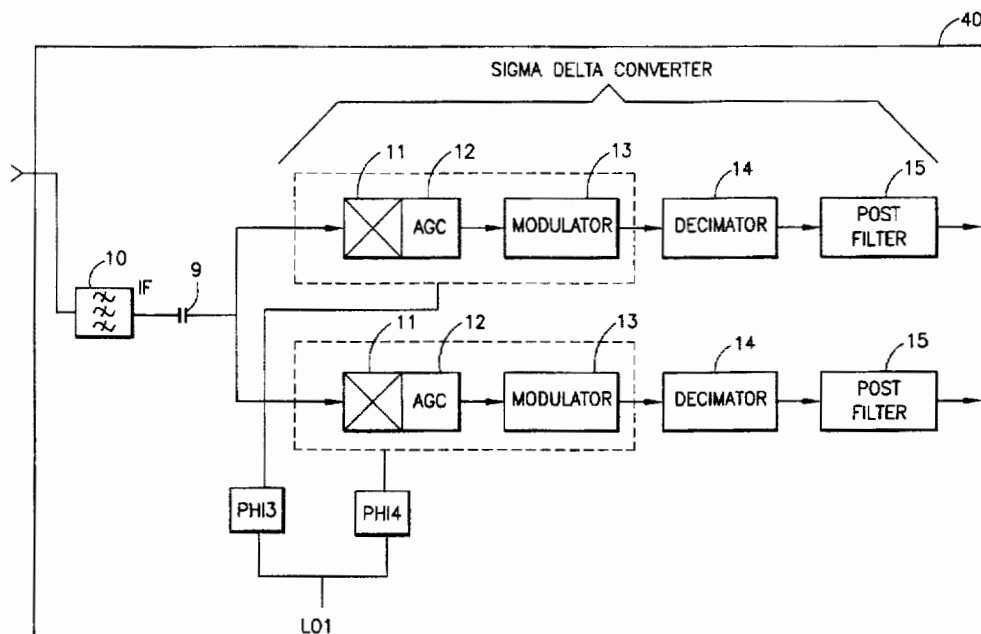 40
SIGMA DELTA CONVERTER
11
12
13
14
15
AGC
MODULATOR
DECIMATOR
POST
FILTER
10
IF
9
11
12
13
14
15
AGC
MODULATOR
DECIMATOR
POST
FILTER
PHI3
PHI4
LO1